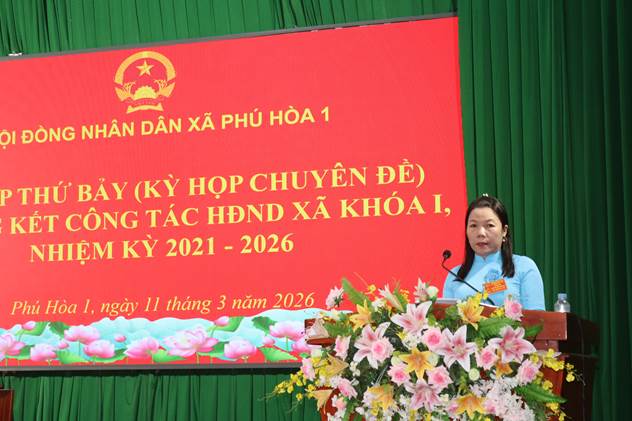 ỘI ĐỒNG NHÂN DÂN XÃ PHÚ HÒA 1
P THỨ BẢY (KỲ HỌP CHUYÊN ĐỀ)
G KẾT CÔNG TÁC HĐND XÃ KHÓA I,
NHIỆM KỲ 2021 - 2026
Phú Hòa 1, ngày 11 tháng 3 năm 2026